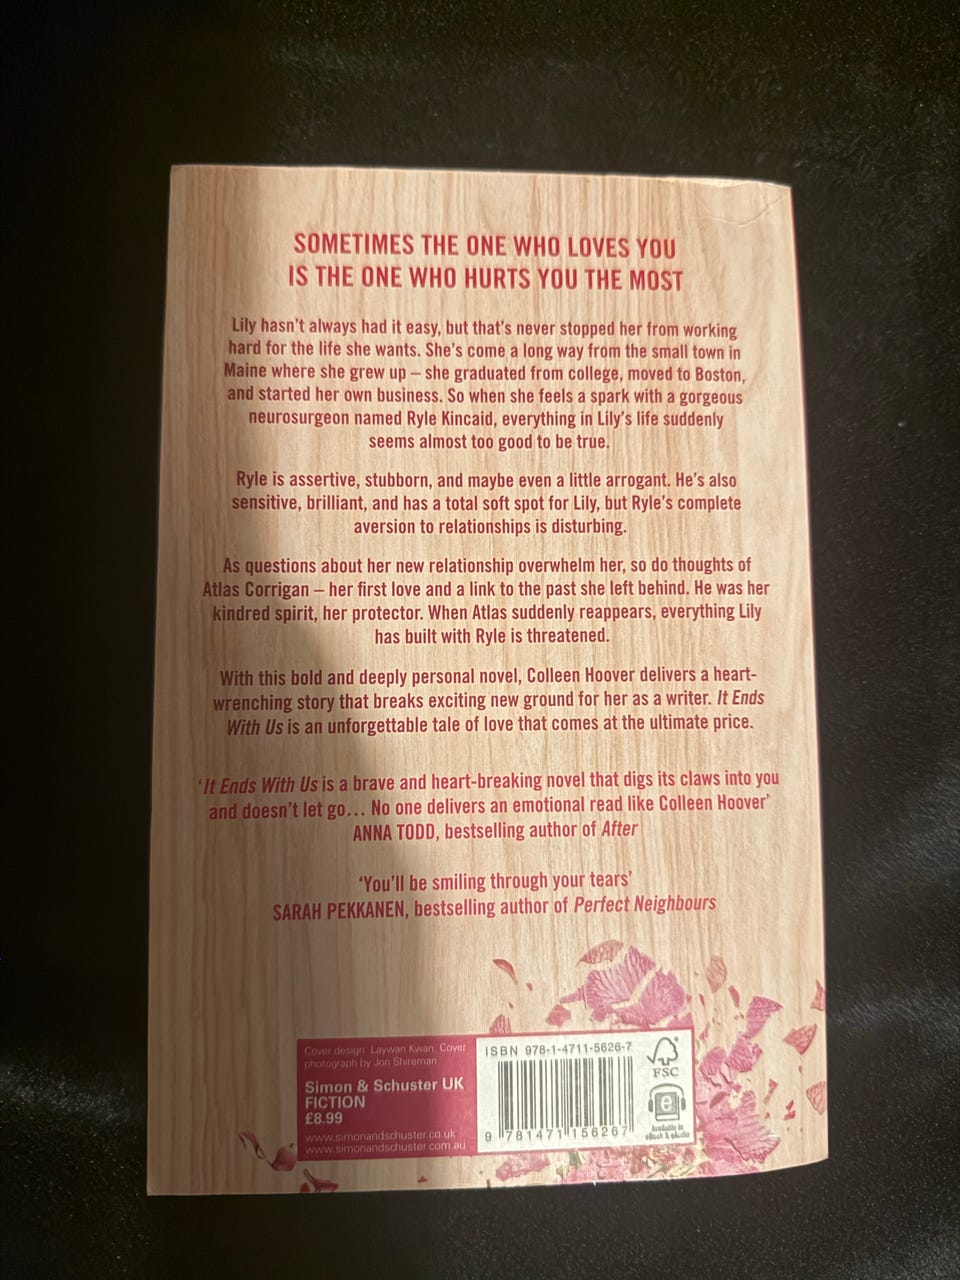 SOMETIMES THE ONE WHO LOVES YOU
IS THE ONE WHO HURTS YOU THE MOST
Lily hasn't always had it easy, but that's never stopped her from working
hard for the life she wants. She's come a long way from the small town in
Maine where she grew up – she graduated from college, moved to Boston,
and started her own business. So when she feels a spark with a gorgeous
neurosurgeon named Ryle Kincaid, everything in Lily's life suddenly
seems almost too good to be true.
Ryle is assertive, stubborn, and maybe even a little arrogant. He's also
sensitive, brilliant, and has a total soft spot for Lily, but Ryle's complete
aversion to relationships is disturbing.
As questions about her new relationship overwhelm her, so do thoughts of
Atlas Corrigan – her first love and a link to the past she left behind. He was her
kindred spirit, her protector. When Atlas suddenly reappears, everything Lily
has built with Ryle is threatened.
With this bold and deeply personal novel, Colleen Hoover delivers a heart-
wrenching story that breaks exciting new ground for her as a writer. It Ends
With Us is an unforgettable tale of love that comes at the ultimate price.
'It Ends With Us is a brave and heart-breaking novel that digs its claws into you
and doesn't let go... No one delivers an emotional read like Colleen Hoover'
ANNA TODD, bestselling author of After
'You'll be smiling through your tears'
SARAH PEKKANEN, bestselling author of Perfect Neighbours
Cover design: Laywan Kwan. Cover
photograph by Jon Shireman.
Simon & Schuster UK
FICTION
£8.99
www.simonandschuster.co.uk
www.simonandschuster.com.au
ISBN 978-1-4711-5626-7
9 781471 156267
FSC
e
Available in
eBook & eAudio